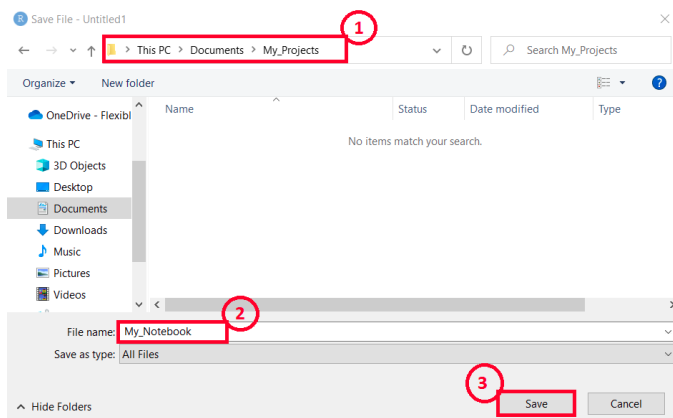 R Save File - Untitled1
1
This PC > Documents > My_Projects
Search My_Projects
Organize
New folder
?
Name
Status
Date modified
Type
No items match your search.
OneDrive - Flexibl
This PC
3D Objects
Desktop
Documents
Downloads
Music
Pictures
Videos
2
File name: My_Notebook
Save as type: All Files
3
Hide Folders
Save
Cancel